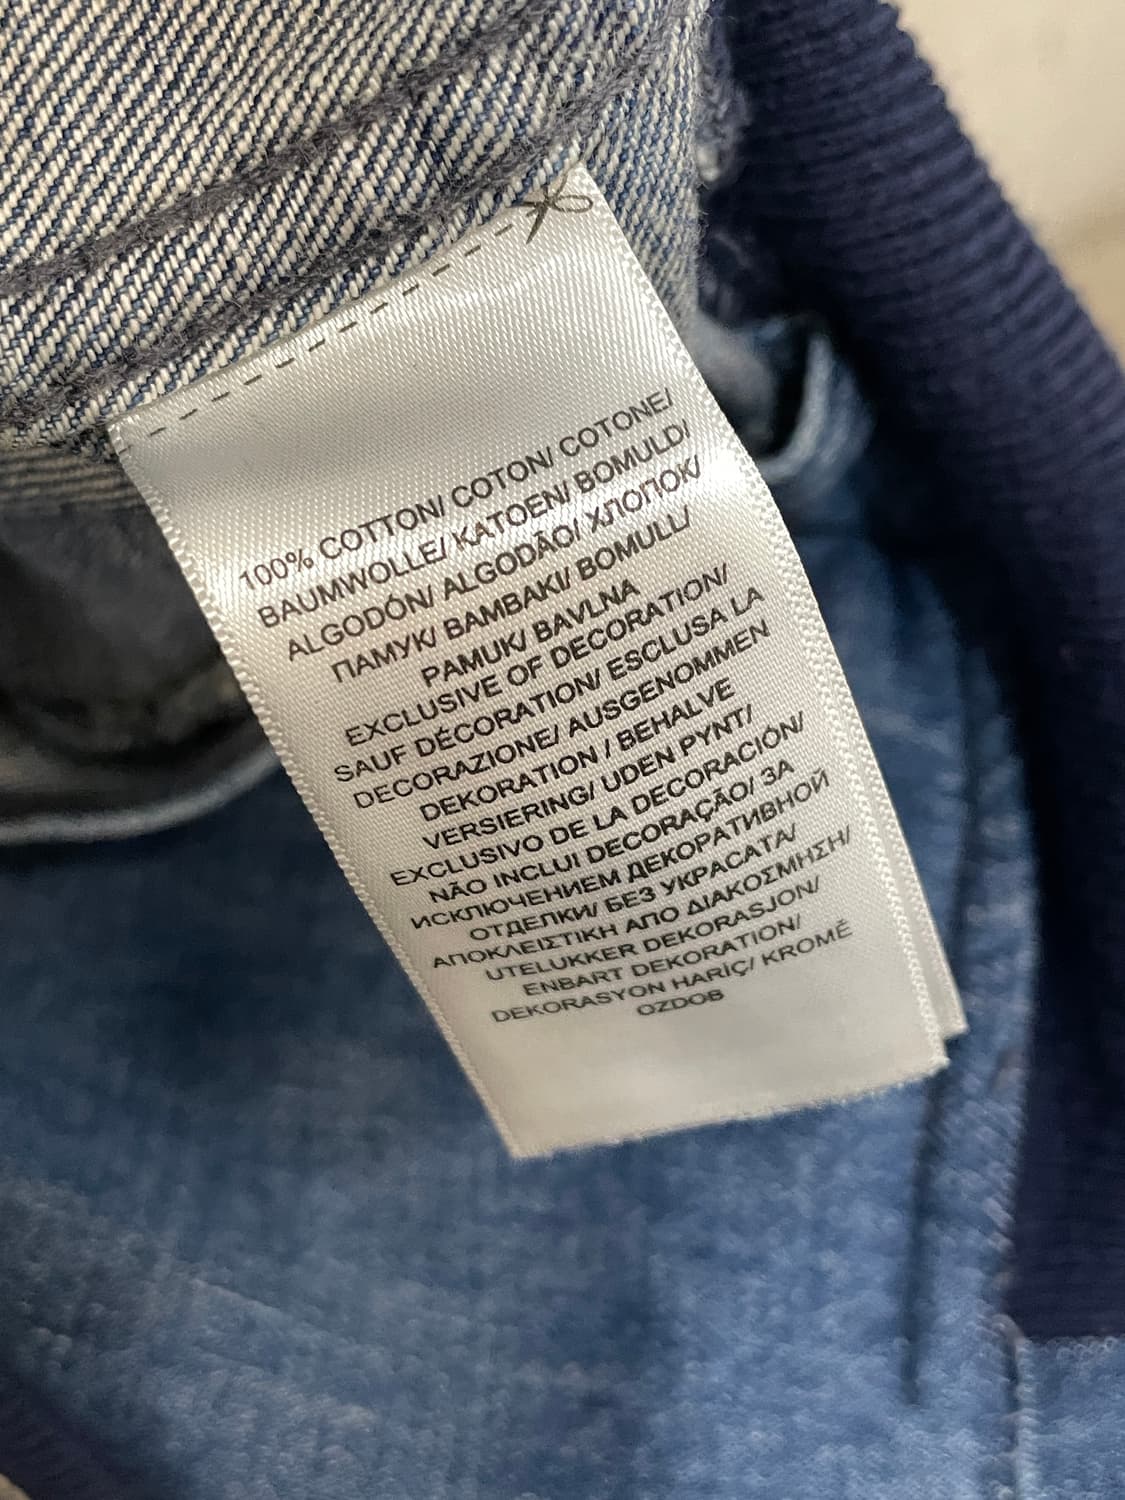 100% COTTON/ COTON/ COTONE/
BAUMWOLLE/ KATOEN/ BOMULD/
ALGODÓN/ ALGODÃO/ ХЛОПОК/
ПАМУК/ BAMBAKI/ BOMULL/
PAMUK/ BAVLNA
EXCLUSIVE OF DECORATION/
SAUF DÉCORATION/ ESCLUSA LA
DECORAZIONE/ AUSGENOMMEN
DEKORATION / BEHALVE
VERSIERING/ UDEN PYNT/
EXCLUSIVO DE LA DECORACIÓN/
NÃO INCLUI DECORAÇÃO/ ЗА
ИСКЛЮЧЕНИЕМ ДЕКОРАТИВНОЙ
ОТДЕЛКИ/ БЕЗ УКРАСАТА/
ΑΠΟΚΛΕΙΣΤΙΚΗ ΑΠΟ ΔΙΑΚΟΣΜΗΣΗ/
UTELUKKER DEKORASJON/
ENBART DEKORATION/
DEKORASYON HARIÇ/ KROMĚ
OZDOB